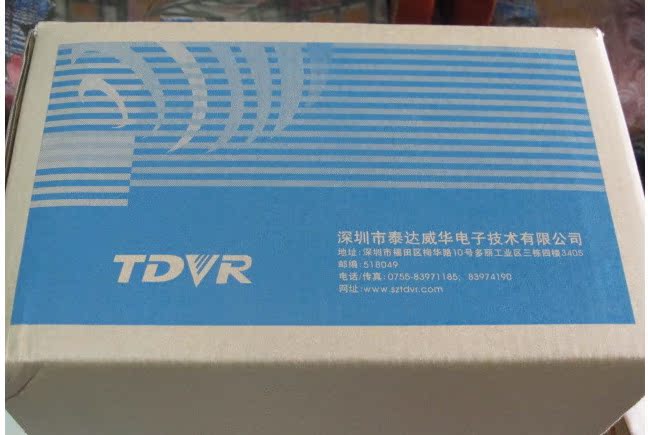 TDVR
深圳市泰达威华电子技术有限公司
地址: 深圳市福田区梅华路10号多丽工业区三栋四楼3405
邮编: 518049
电话/传真: 0755-83971185; 83974190
网址: www.sztdvr.com